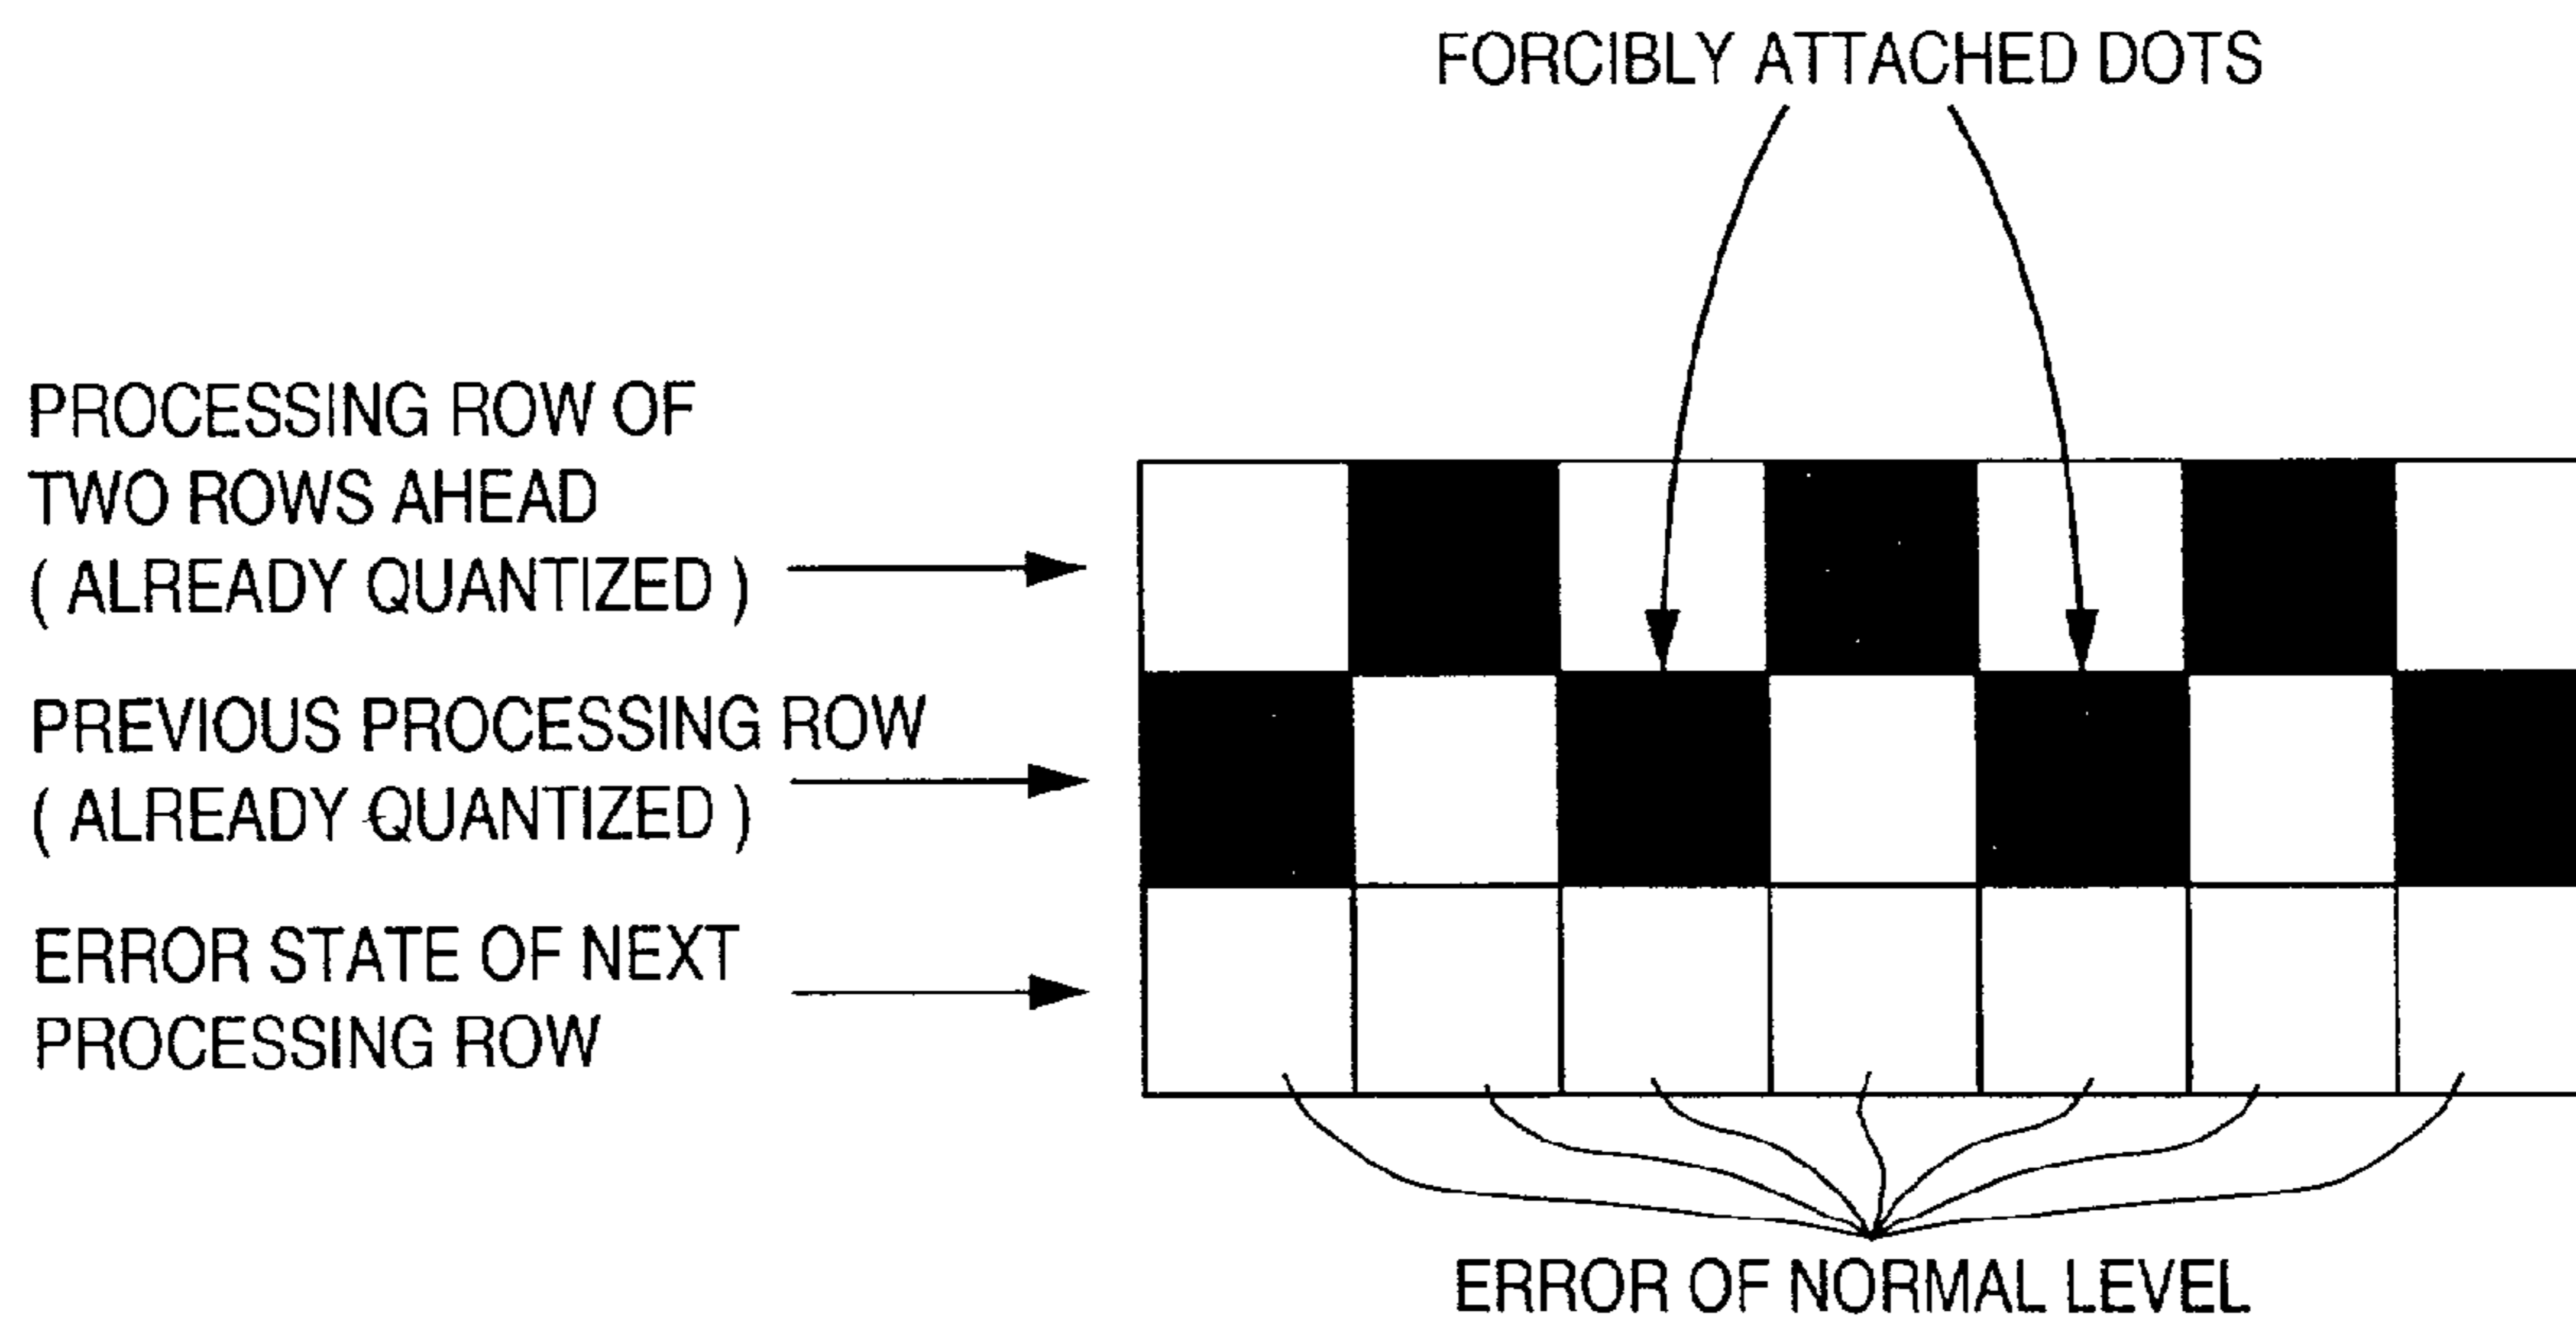 FORCIBLY ATTACHED DOTS
PROCESSING ROW OF
TWO ROWS AHEAD
( ALREADY QUANTIZED )
PREVIOUS PROCESSING ROW
( ALREADY QUANTIZED )
ERROR STATE OF NEXT
PROCESSING ROW
ERROR OF NORMAL LEVEL